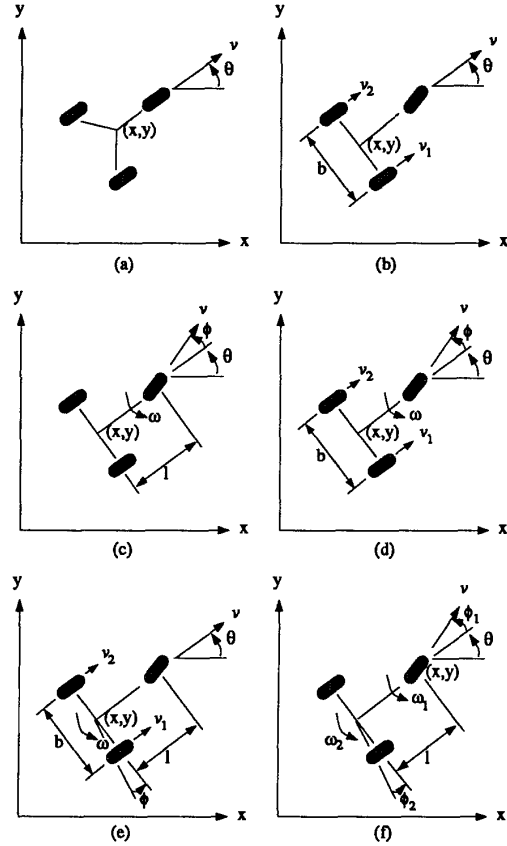 y
v
θ
(x,y)
x
(a)
y
v
θ
v₂
(x,y)
v₁
b
x
(b)
y
v
ϕ
θ
ω
(x,y)
l
x
(c)
y
v
ϕ
θ
v₂
ω
(x,y)
v₁
b
x
(d)
y
v
θ
v₂
(x,y)
v₁
ω
b
l
ϕ
x
(e)
y
v
ϕ₁
θ
(x,y)
ω₁
ω₂
l
ϕ₂
x
(f)